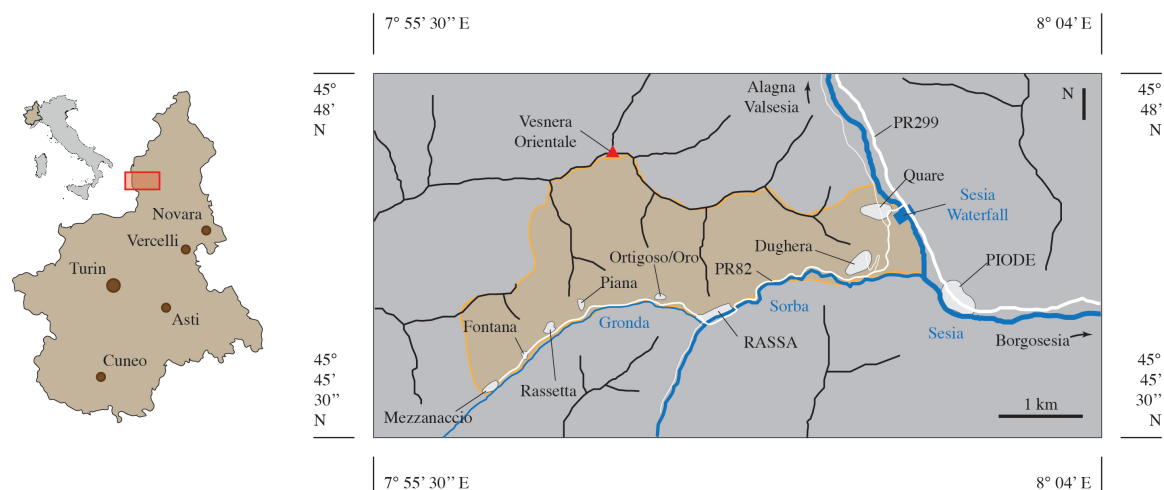 7° 55’ 30’’ E
8° 04’ E
45°
48’
N
45°
48’
N
Alagna
Valsesia
N
Vesnera
Orientale
PR299
Quare
Sesia
Waterfall
Novara
Vercelli
Dughera
Ortigoso/Oro
PR82
PIODE
Turin
Piana
Asti
Fontana
Gronda
Sorba
Sesia
RASSA
Borgosesia
Cuneo
45°
45’
30’’
N
45°
45’
30’’
N
Rassetta
Mezzanaccio
1 km
7° 55’ 30’’ E
8° 04’ E